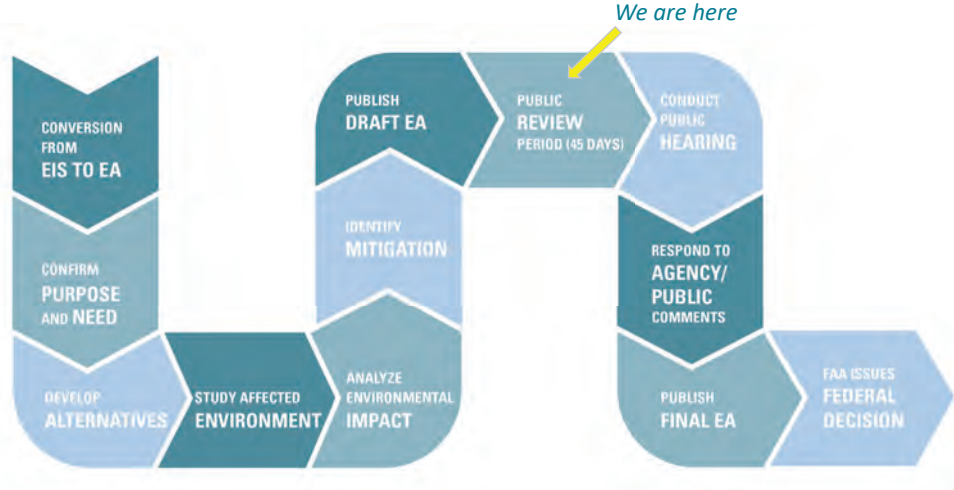 We are here
CONVERSION
FROM
EIS TO EA
CONFIRM
PURPOSE
AND NEED
DEVELOP
ALTERNATIVES
STUDY AFFECTED
ENVIRONMENT
ANALYZE
ENVIRONMENTAL
IMPACT
IDENTIFY
MITIGATION
PUBLISH
DRAFT EA
PUBLIC
REVIEW
PERIOD (45 DAYS)
CONDUCT
PUBLIC
HEARING
RESPOND TO
AGENCY/
PUBLIC
COMMENTS
PUBLISH
FINAL EA
FAA ISSUES
FEDERAL
DECISION